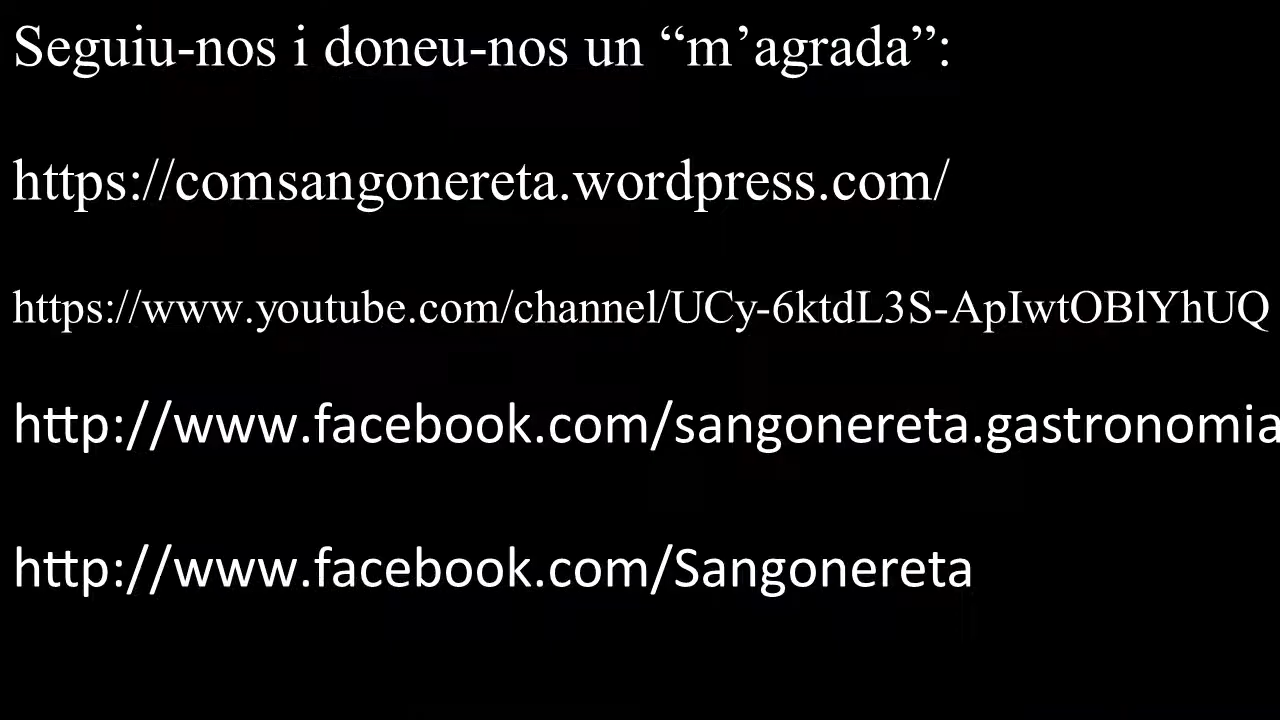 Seguiu-nos i doneu-nos un “m’agrada”:
https://comsangonereta.wordpress.com/
https://www.youtube.com/channel/UCy-6ktdL3S-ApIwtOBlYhUQ
http://www.facebook.com/sangonereta.gastronomia
http://www.facebook.com/Sangonereta